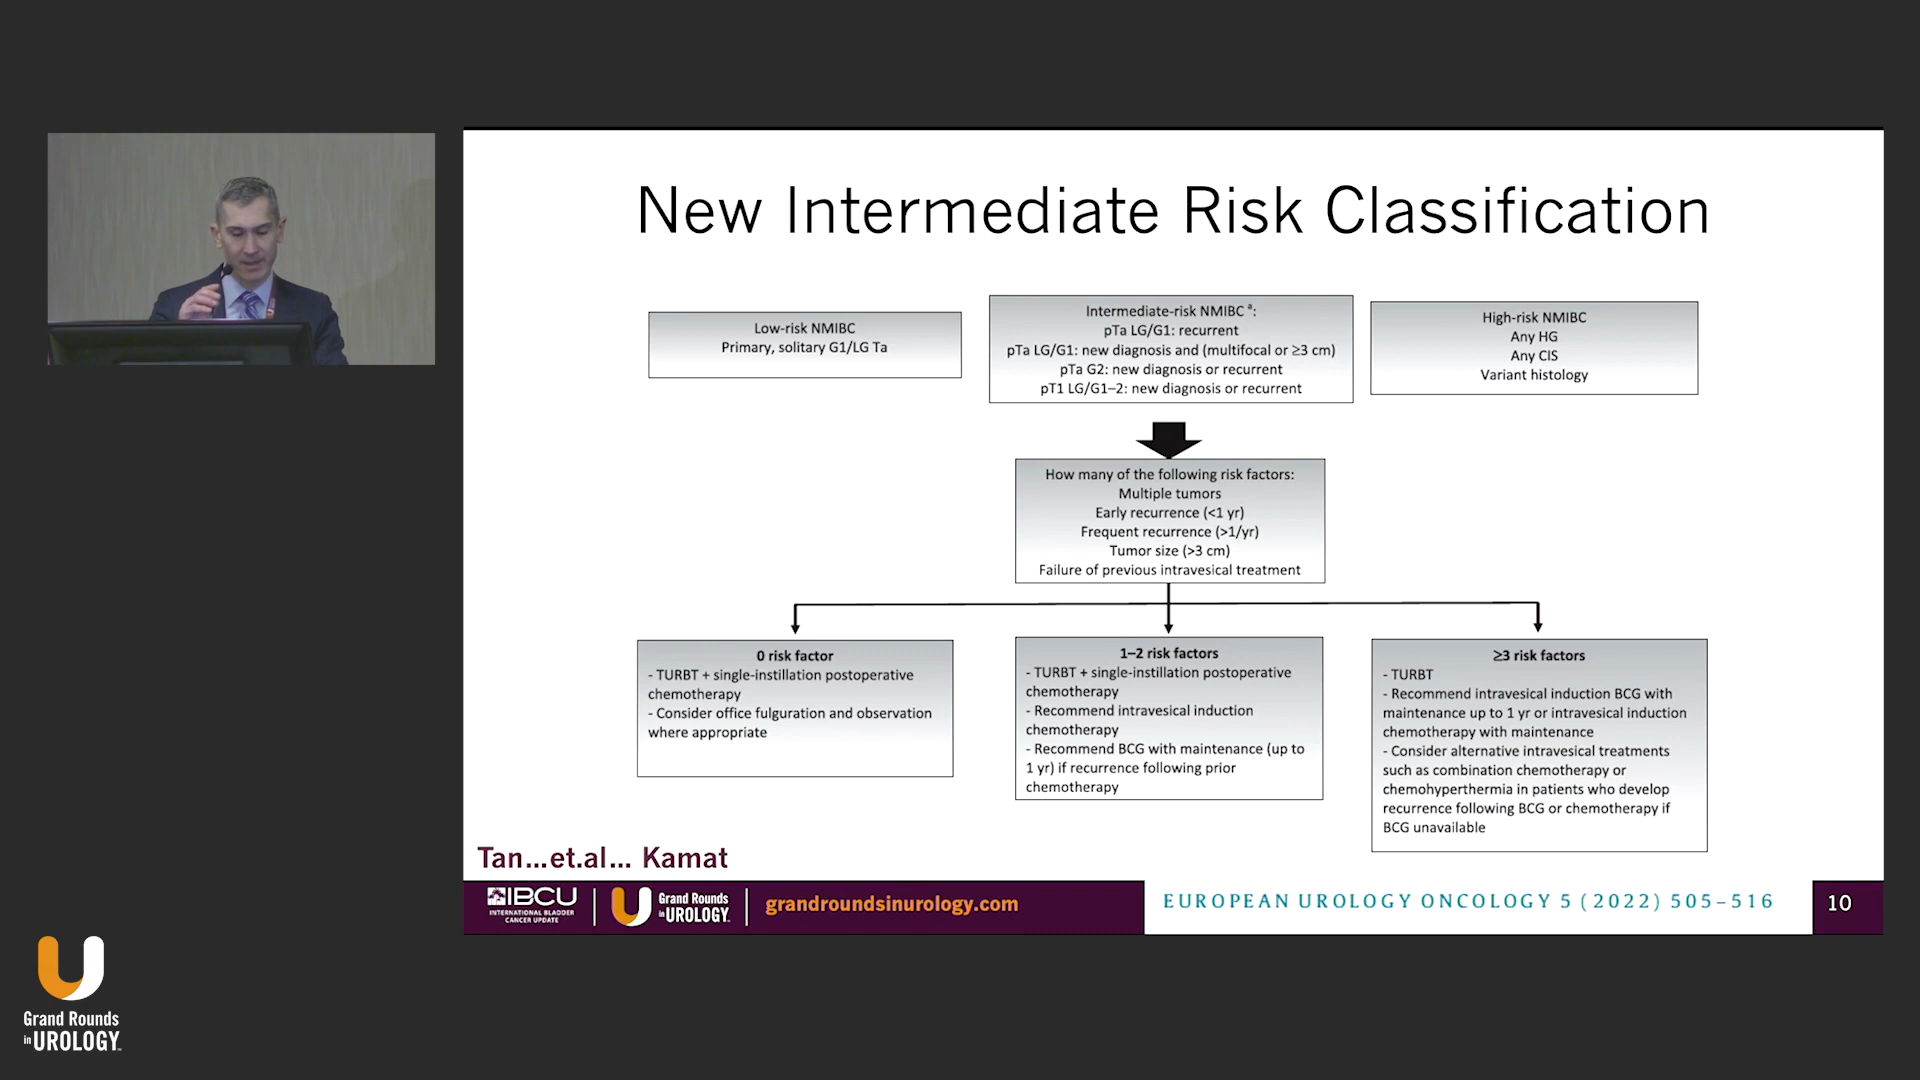 New Intermediate Risk Classification
Low-risk NMIBC
Primary, solitary G1/LG Ta
Intermediate-risk NMIBC a:
pTa LG/G1: recurrent
pTa LG/G1: new diagnosis and (multifocal or ≥3 cm)
pTa G2: new diagnosis or recurrent
pT1 LG/G1–2: new diagnosis or recurrent
High-risk NMIBC
Any HG
Any CIS
Variant histology
How many of the following risk factors:
Multiple tumors
Early recurrence (<1 yr)
Frequent recurrence (>1/yr)
Tumor size (>3 cm)
Failure of previous intravesical treatment
0 risk factor
- TURBT + single-instillation postoperative
chemotherapy
- Consider office fulguration and observation
where appropriate
1–2 risk factors
- TURBT + single-instillation postoperative
chemotherapy
- Recommend intravesical induction
chemotherapy
- Recommend BCG with maintenance (up to
1 yr) if recurrence following prior
chemotherapy
≥3 risk factors
- TURBT
- Recommend intravesical induction BCG with
maintenance up to 1 yr or intravesical induction
chemotherapy with maintenance
- Consider alternative intravesical treatments
such as combination chemotherapy or
chemohyperthermia in patients who develop
recurrence following BCG or chemotherapy if
BCG unavailable
Tan...et.al... Kamat
IBCU
INTERNATIONAL BLADDER
CANCER UPDATE
Grand Rounds
in UROLOGY
grandroundsinurology.com
EUROPEAN UROLOGY ONCOLOGY 5 (2022) 505–516
10
Grand Rounds
in UROLOGY